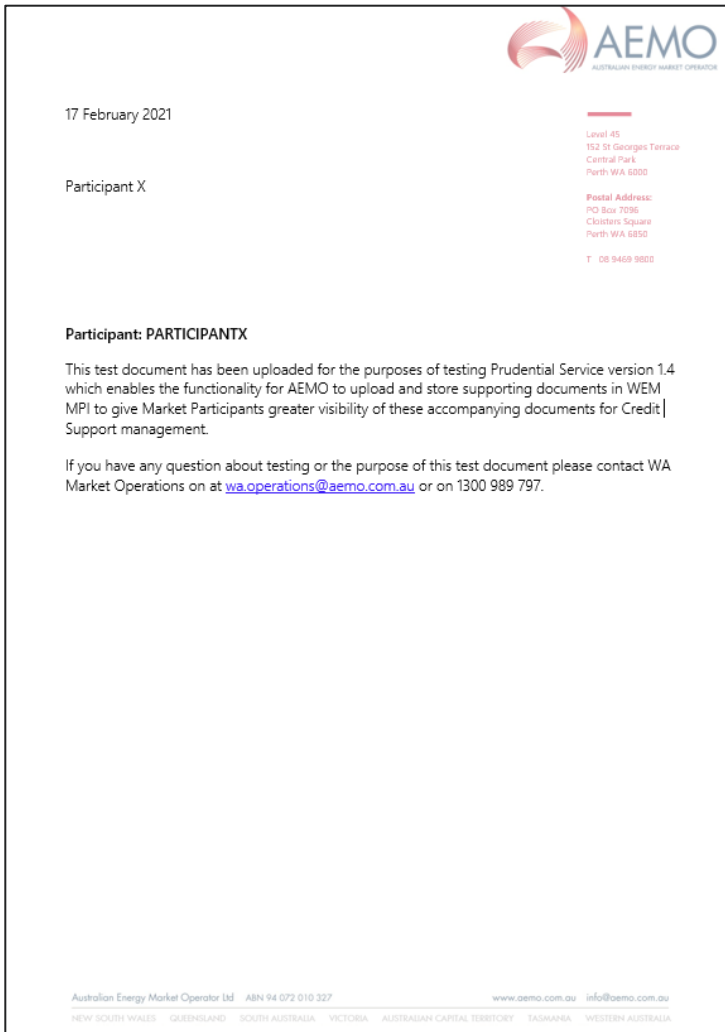 AEMO
AUSTRALIAN ENERGY MARKET OPERATOR
17 February 2021
Level 45
152 St Georges Terrace
Central Park
Perth WA 6000
Participant X
Postal Address:
PO Box 7096
Cloisters Square
Perth WA 6850
T 08 9469 9800
Participant: PARTICIPANTX
This test document has been uploaded for the purposes of testing Prudential Service version 1.4
which enables the functionality for AEMO to upload and store supporting documents in WEM
MPI to give Market Participants greater visibility of these accompanying documents for Credit
Support management.
If you have any question about testing or the purpose of this test document please contact WA
Market Operations on at wa.operations@aemo.com.au or on 1300 989 797.
Australian Energy Market Operator Ltd ABN 94 072 010 327 www.aemo.com.au info@aemo.com.au
NEW SOUTH WALES QUEENSLAND SOUTH AUSTRALIA VICTORIA AUSTRALIAN CAPITAL TERRITORY TASMANIA WESTERN AUSTRALIA